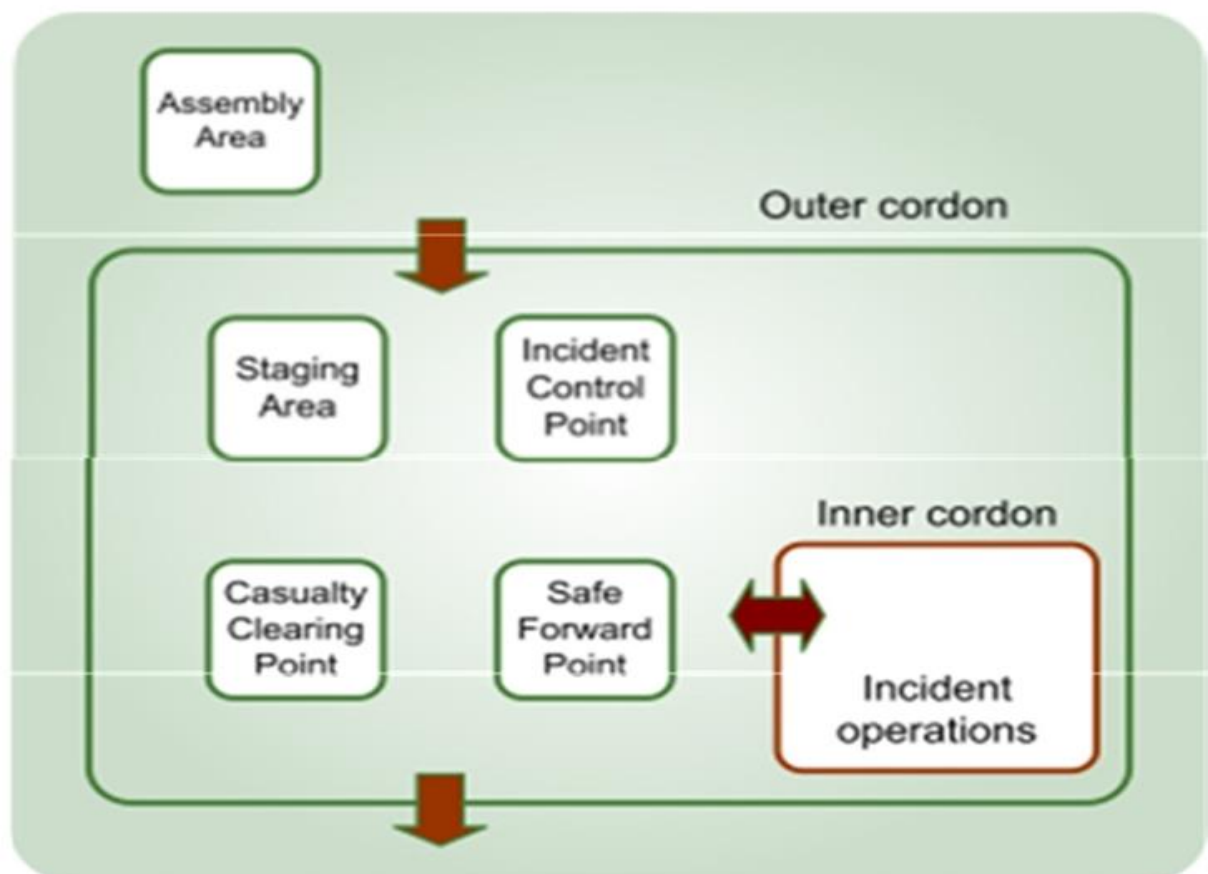 Assembly
Area
Outer cordon
Staging
Area
Incident
Control
Point
Inner cordon
Casualty
Clearing
Point
Safe
Forward
Point
Incident
operations